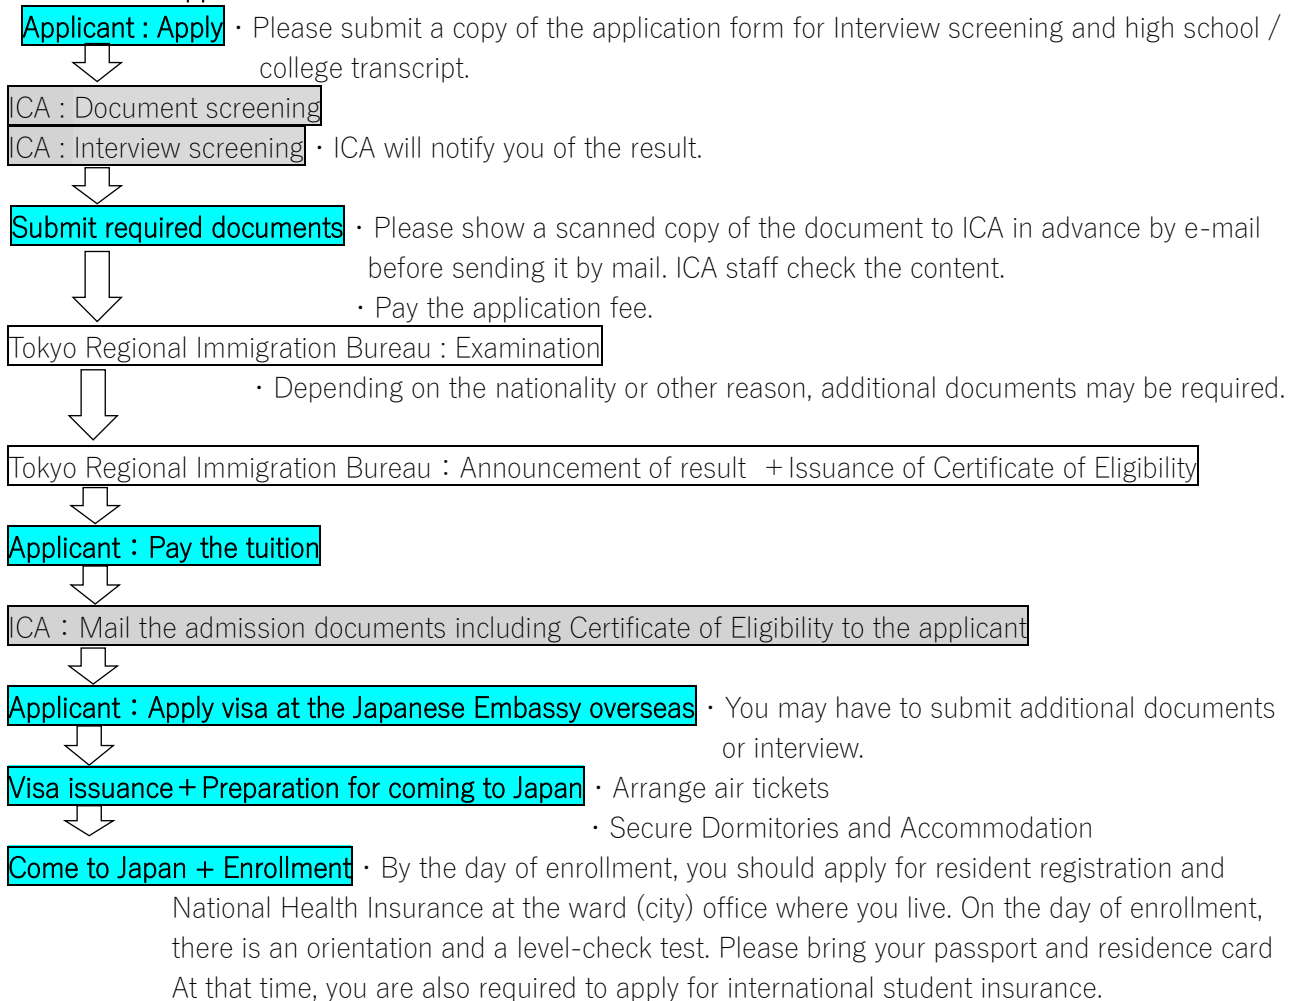 Applicant : Apply・Please submit a copy of the application form for Interview screening and high school /
college transcript.
ICA : Document screening
ICA : Interview screening・ICA will notify you of the result.
Submit required documents・Please show a scanned copy of the document to ICA in advance by e-mail
before sending it by mail. ICA staff check the content.
・Pay the application fee.
Tokyo Regional Immigration Bureau : Examination
・Depending on the nationality or other reason, additional documents may be required.
Tokyo Regional Immigration Bureau：Announcement of result ＋Issuance of Certificate of Eligibility
Applicant：Pay the tuition
ICA：Mail the admission documents including Certificate of Eligibility to the applicant
Applicant：Apply visa at the Japanese Embassy overseas・You may have to submit additional documents
or interview.
Visa issuance＋Preparation for coming to Japan・Arrange air tickets
・Secure Dormitories and Accommodation
Come to Japan + Enrollment・By the day of enrollment, you should apply for resident registration and
National Health Insurance at the ward (city) office where you live. On the day of enrollment,
there is an orientation and a level-check test. Please bring your passport and residence card
At that time, you are also required to apply for international student insurance.